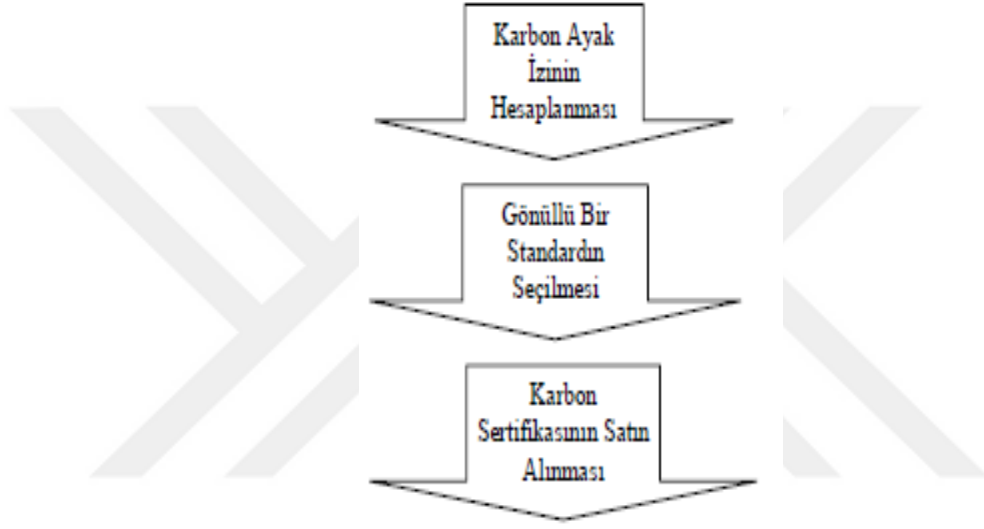 Karbon Ayak
İzinin
Hesaplanması
Gönüllü Bir
Standardın
Seçilmesi
Karbon
Sertifikasının Satın
Alınması